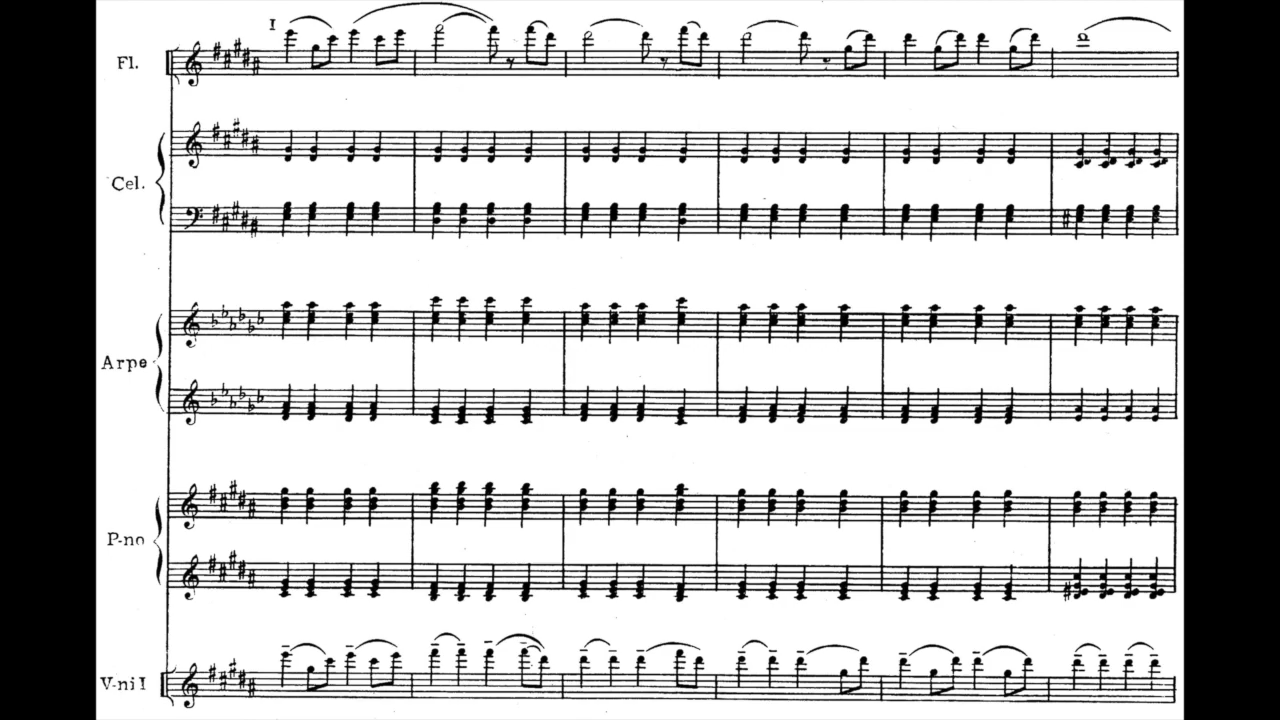 I
Fl.
Cel.
Arpe
P-no
V-ni I